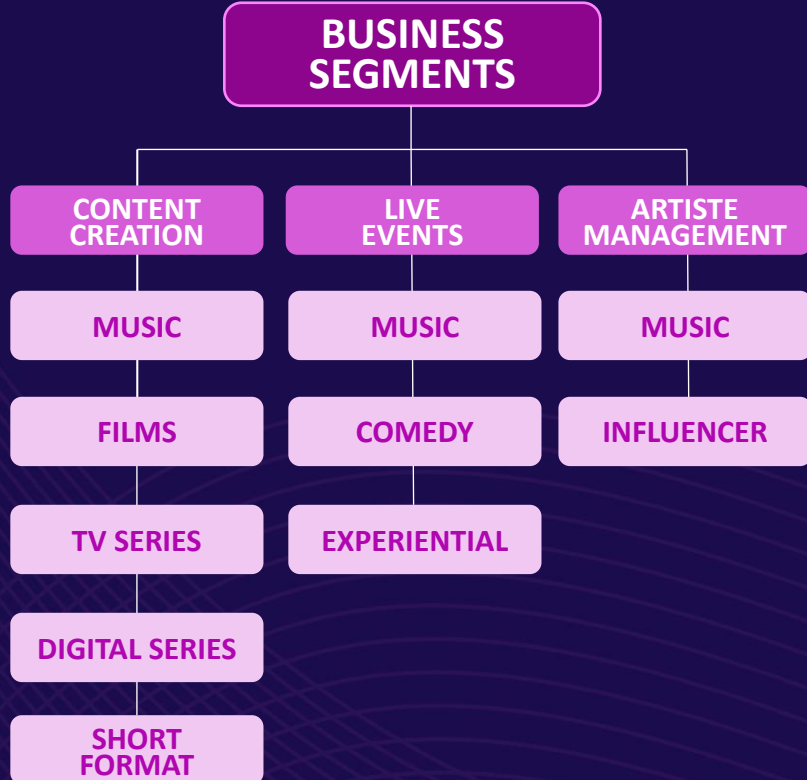 BUSINESS
SEGMENTS
CONTENT
CREATION
LIVE
EVENTS
ARTISTE
MANAGEMENT
MUSIC
MUSIC
MUSIC
FILMS
COMEDY
INFLUENCER
TV SERIES
EXPERIENTIAL
DIGITAL SERIES
SHORT
FORMAT